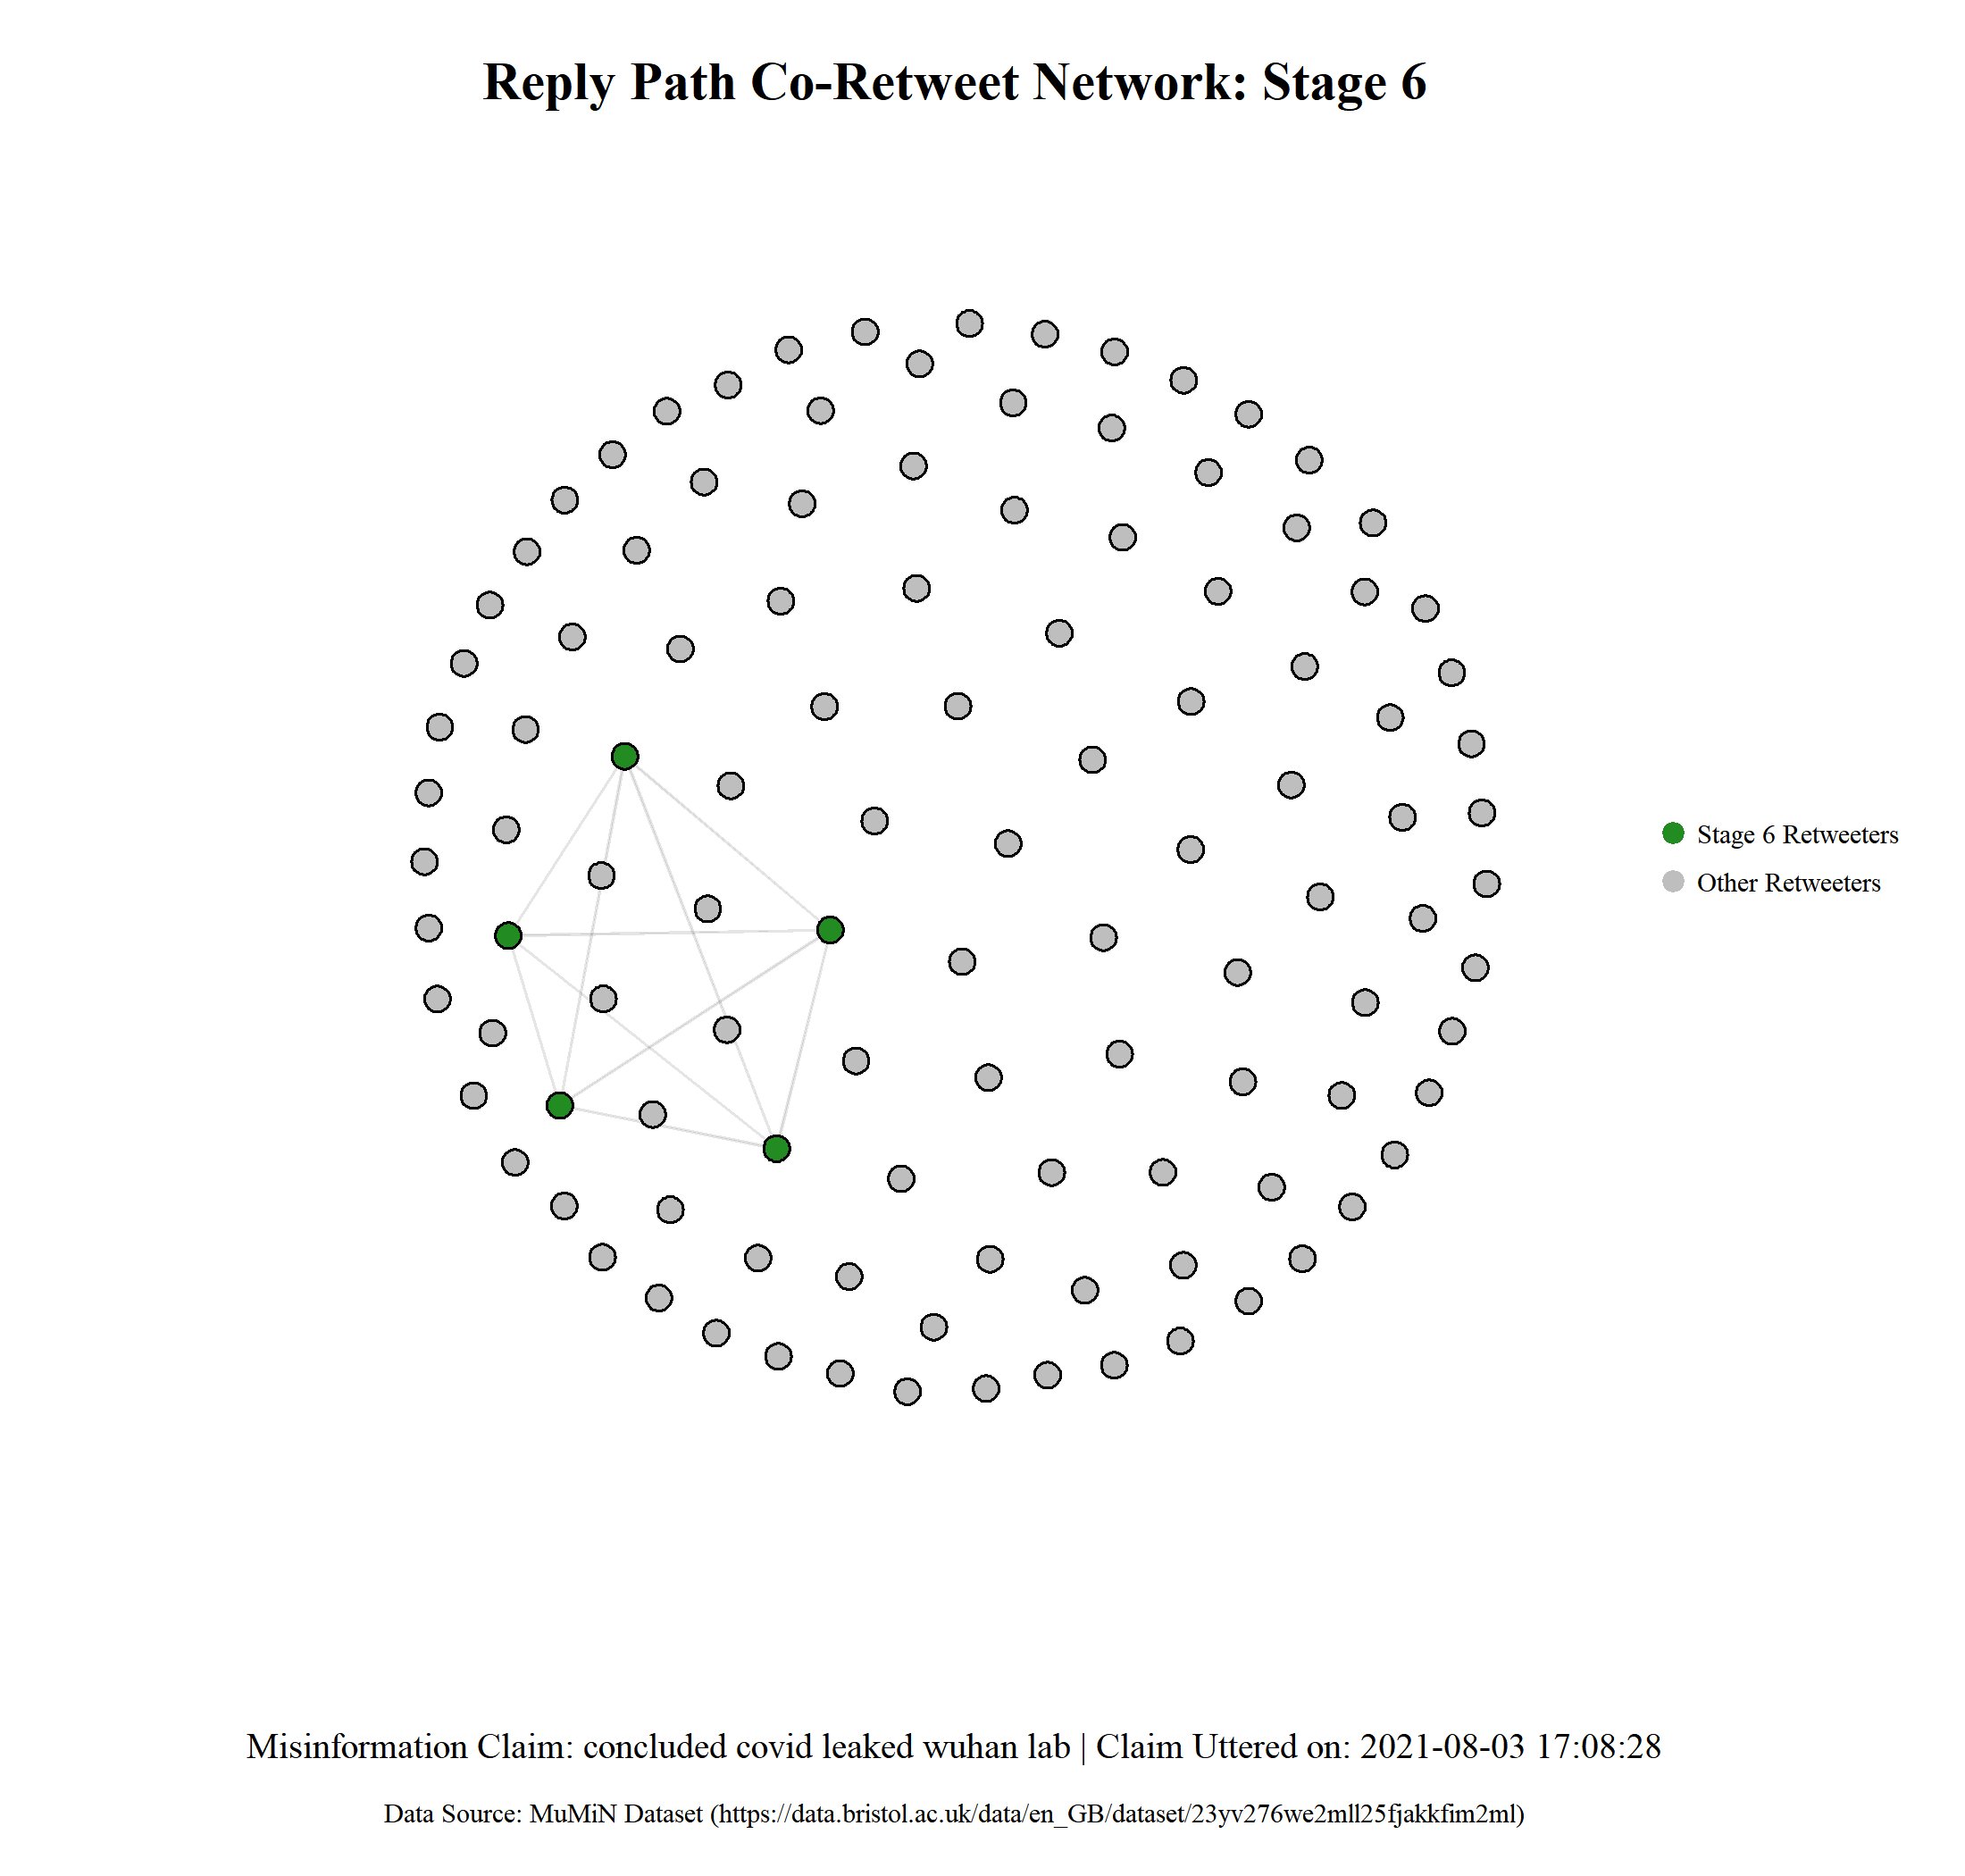 Reply Path Co-Retweet Network: Stage 6
Stage 6 Retweeters
Other Retweeters
Misinformation Claim: concluded covid leaked wuhan lab | Claim Uttered on: 2021-08-03 17:08:28
Data Source: MuMiN Dataset (https://data.bristol.ac.uk/data/en_GB/dataset/23yv276we2mll25fjakkfim2ml)